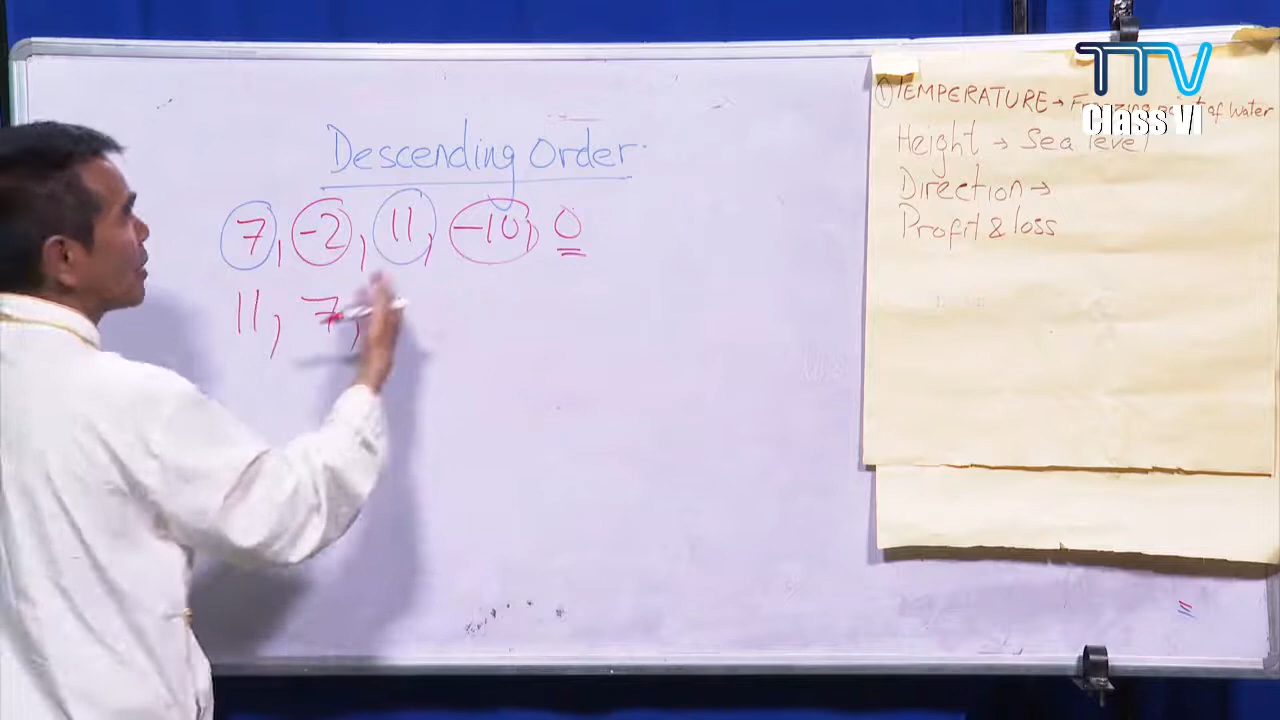 Descending Order
7, -2, 11, -10, 0
11, 7,
TTV
Class VI
① TEMPERATURE → Freezing point of water
Height → Sea level
Direction →
Profit & loss